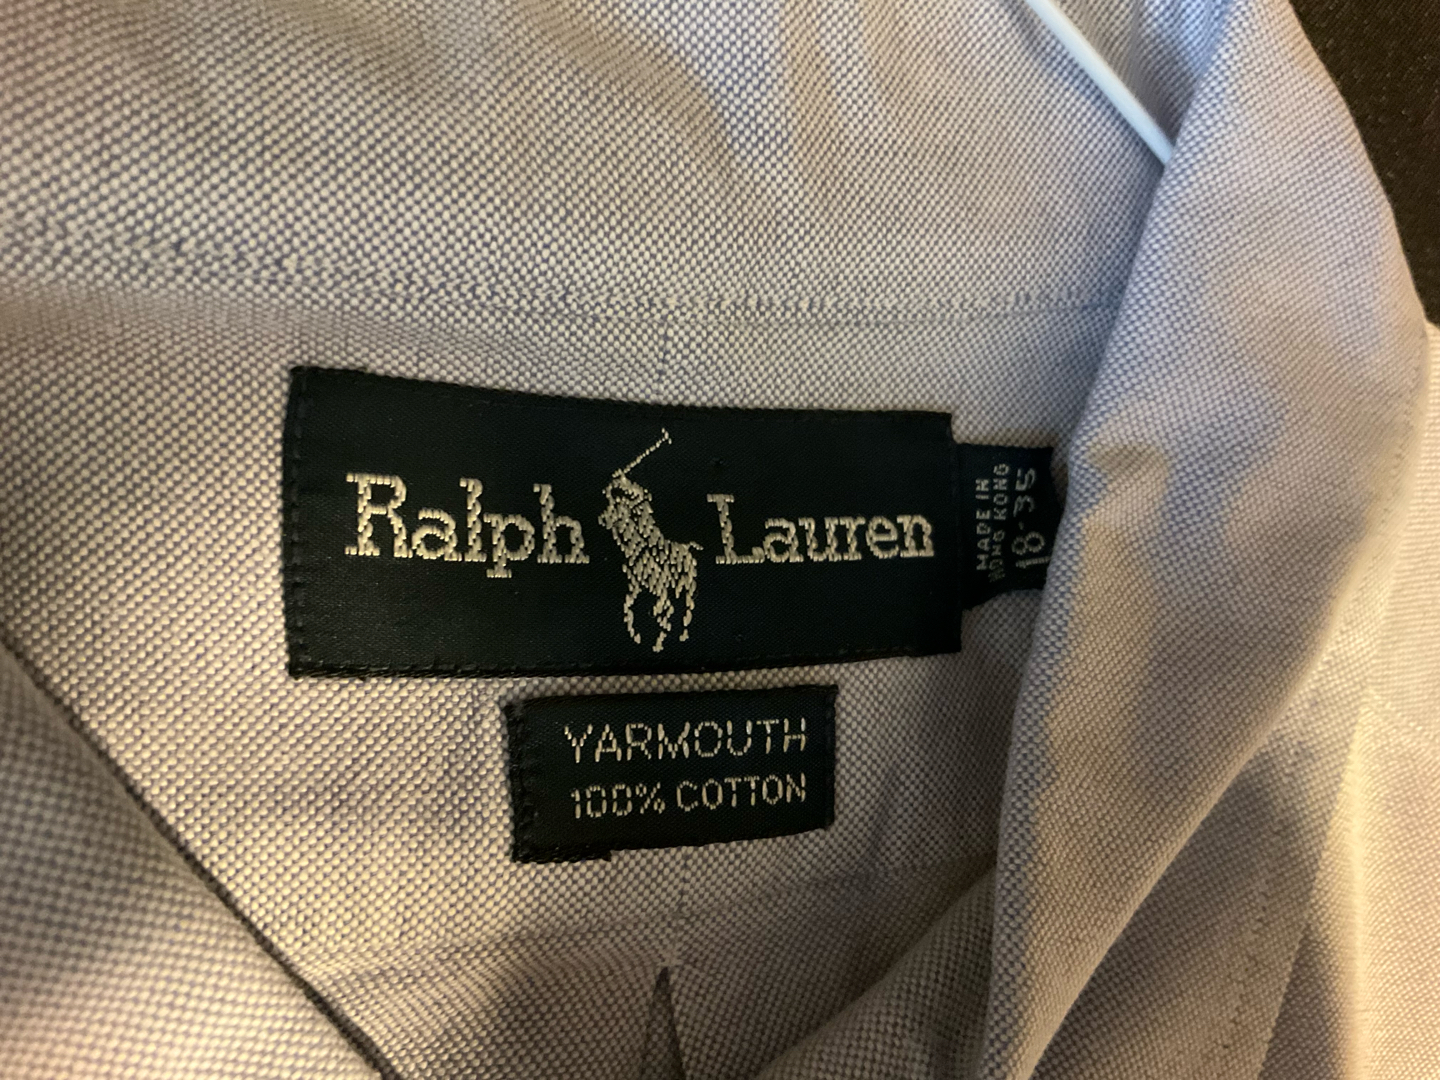 Ralph Lauren
MADE IN
HONG KONG
18-35
YARMOUTH
100% COTTON